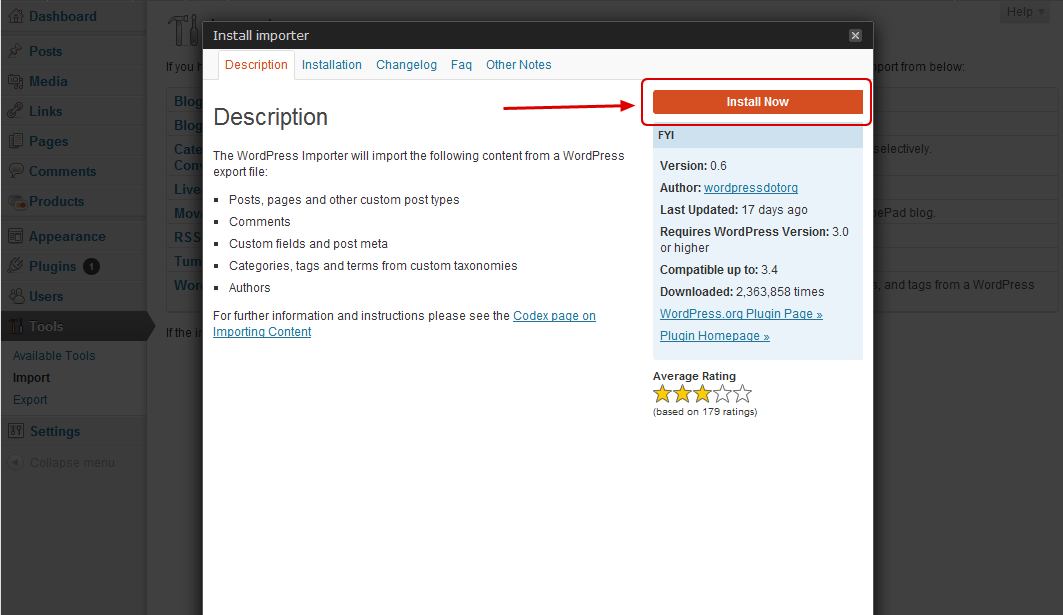 Dashboard
Help
Posts
Media
Links
Pages
Comments
Products
Appearance
Plugins 1
Users
Tools
Available Tools
Import
Export
Settings
Collapse menu
If you h
port from below:
Blog
Blog
Cate
Conv
selectively.
Live
Mov
ePad blog.
RSS
Tum
Wor
s, and tags from a WordPress
If the i
Install importer
Description Installation Changelog Faq Other Notes
Install Now
Description
The WordPress Importer will import the following content from a WordPress
export file:
Posts, pages and other custom post types
Comments
Custom fields and post meta
Categories, tags and terms from custom taxonomies
Authors
For further information and instructions please see the Codex page on
Importing Content
FYI
Version: 0.6
Author: wordpressdotorg
Last Updated: 17 days ago
Requires WordPress Version: 3.0
or higher
Compatible up to: 3.4
Downloaded: 2,363,858 times
WordPress.org Plugin Page »
Plugin Homepage »
Average Rating
(based on 179 ratings)